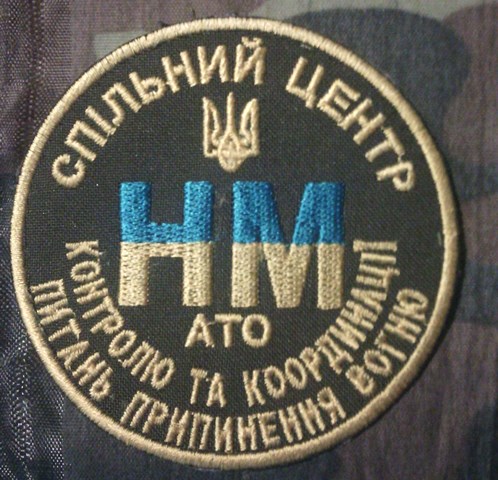 СПІЛЬНИЙ ЦЕНТР
НМ
АТО
КОНТРОЛЮ ТА КООРДИНАЦІЇ
ПИТАНЬ ПРИПИНЕННЯ ВОГНЮ